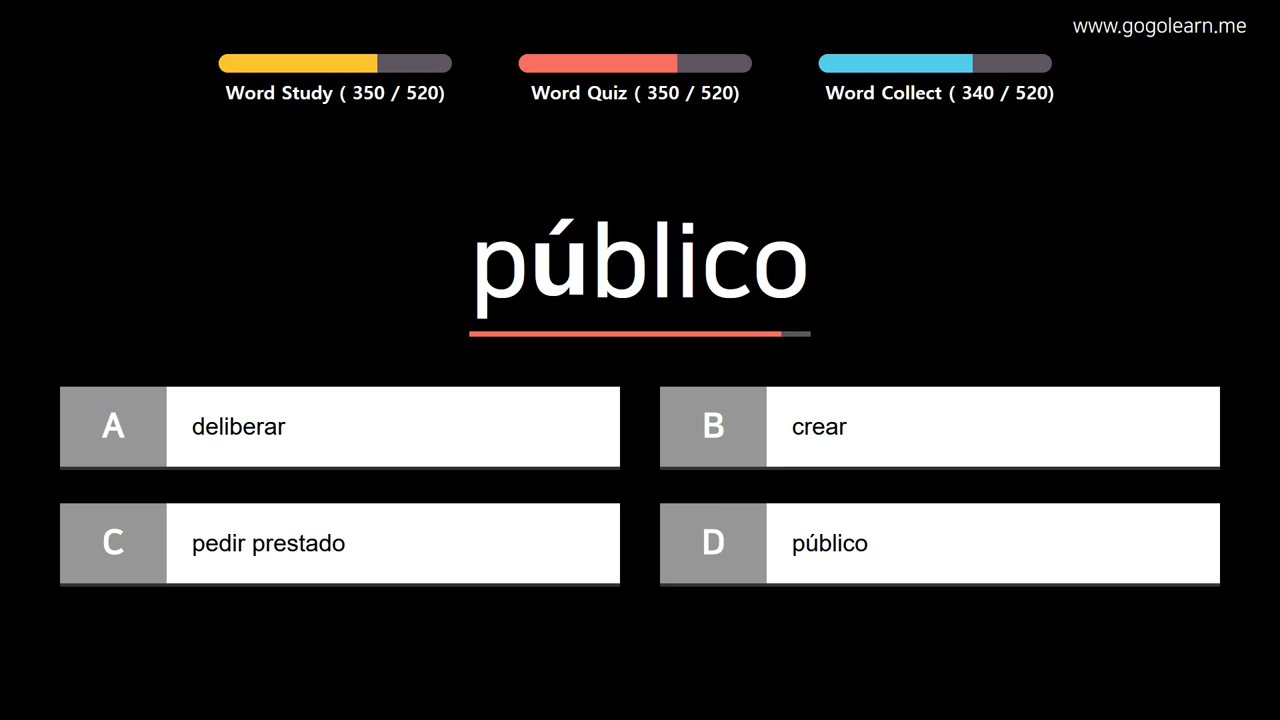 www.gogolearn.me
Word Study ( 350 / 520)
Word Quiz ( 350 / 520)
Word Collect ( 340 / 520)
público
A deliberar
B crear
C pedir prestado
D público